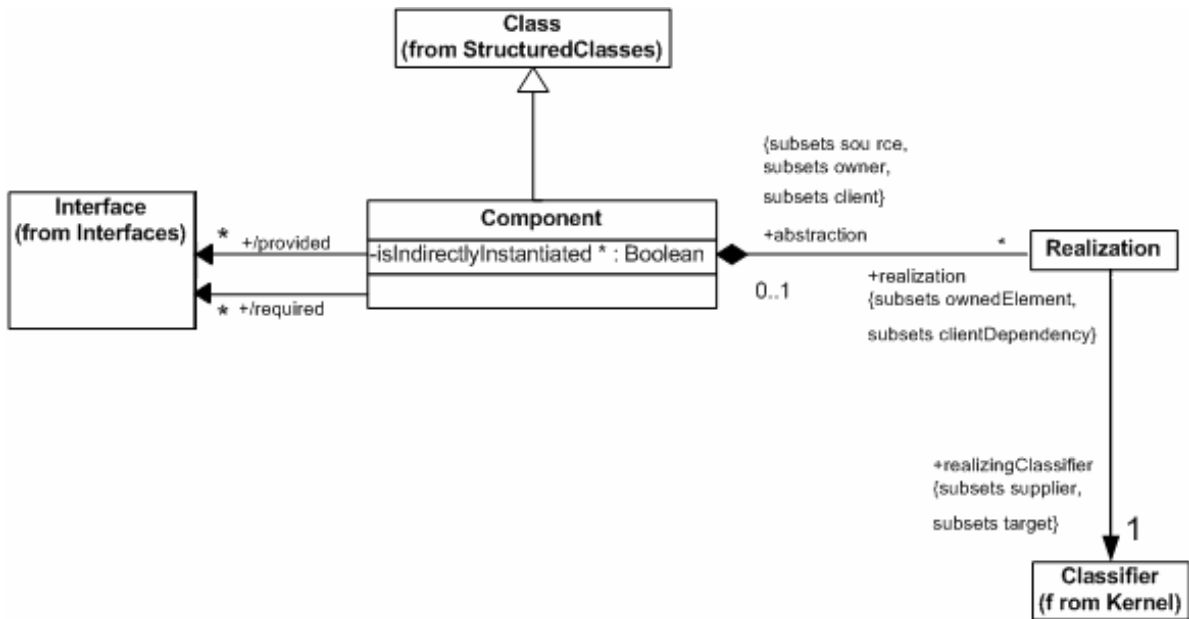 Class
(from StructuredClasses)
{subsets sou rce,
subsets owner,
subsets client}
Interface
(from Interfaces)
Component
* +/provided
-isIndirectlyInstantiated * : Boolean
+abstraction
*
Realization
* +/required
0..1
+realization
{subsets ownedElement,
subsets clientDependency}
+realizingClassifier
{subsets supplier,
subsets target}
1
Classifier
(f rom Kernel)